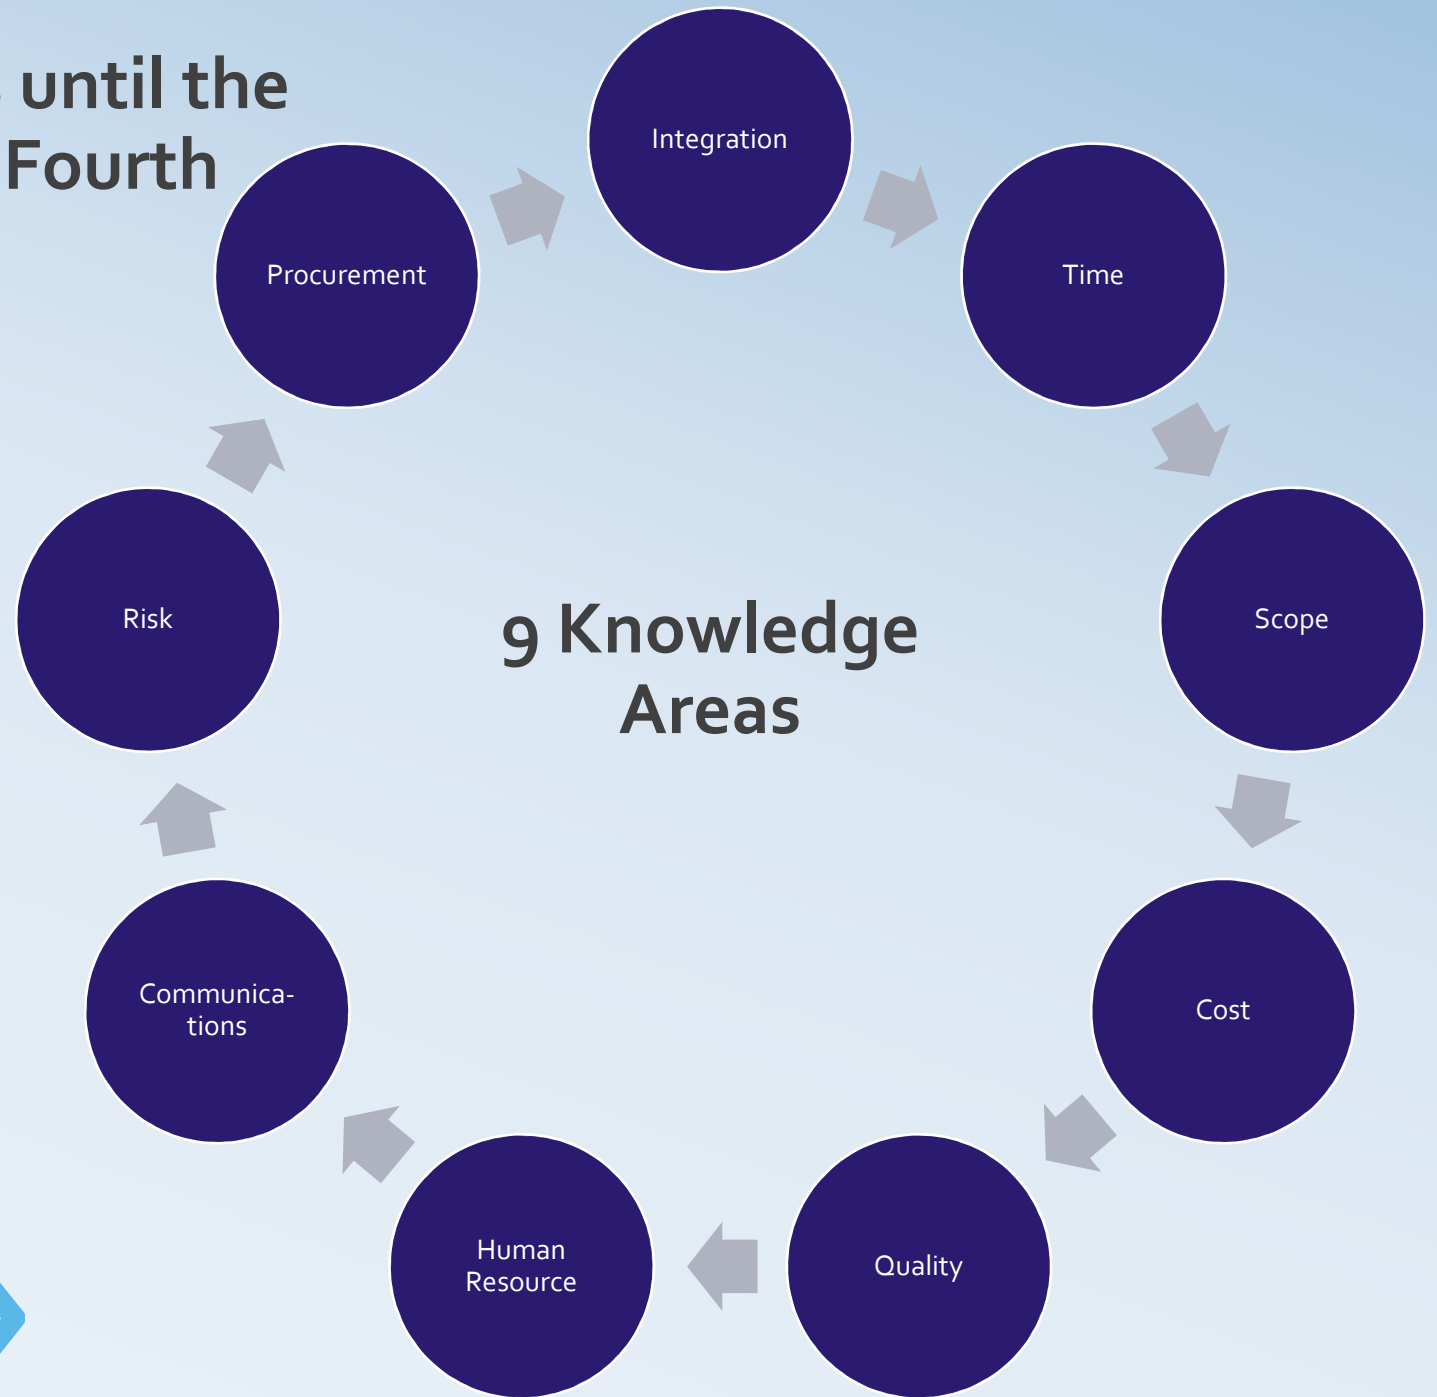 until the
Fourth
Integration
Time
Scope
Cost
Quality
Human
Resource
Communica-
tions
Risk
Procurement
9 Knowledge
Areas